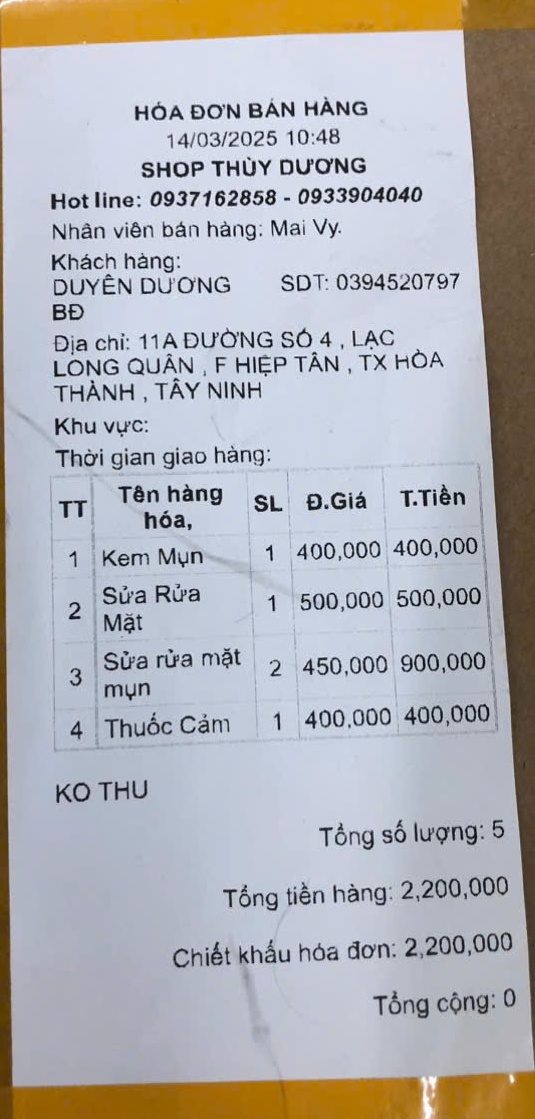 HÓA ĐƠN BÁN HÀNG
14/03/2025 10:48
SHOP THÙY DƯƠNG
Hot line: 0937162858 - 0933904040
Nhân viên bán hàng: Mai Vy.
Khách hàng:
DUYÊN DƯƠNG SDT: 0394520797
BĐ
Địa chỉ: 11A ĐƯỜNG SỐ 4 , LẠC
LONG QUÂN , F HIỆP TÂN , TX HÒA
THÀNH , TÂY NINH
Khu vực:
Thời gian giao hàng:
TT Tên hàng hóa, SL Đ.Giá T.Tiền
1 Kem Mụn 1 400,000 400,000
2 Sửa Rửa Mặt 1 500,000 500,000
3 Sửa rửa mặt mụn 2 450,000 900,000
4 Thuốc Cảm 1 400,000 400,000
KO THU
Tổng số lượng: 5
Tổng tiền hàng: 2,200,000
Chiết khấu hóa đơn: 2,200,000
Tổng cộng: 0